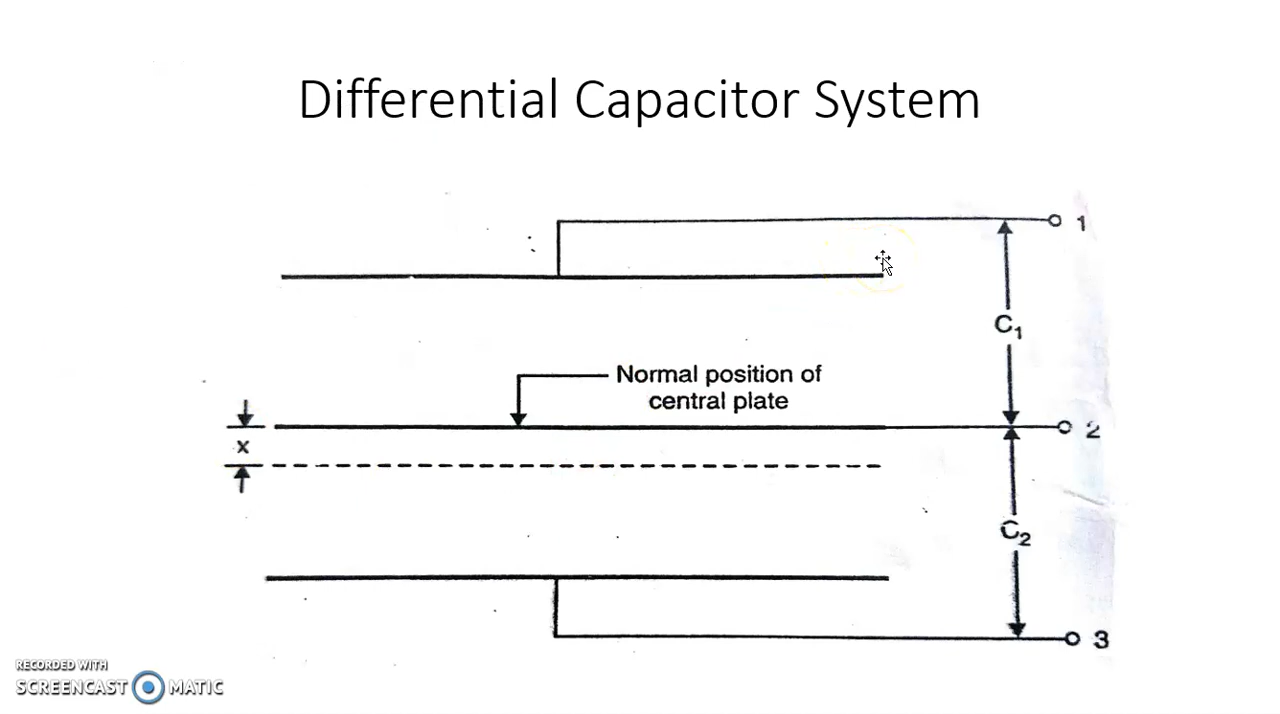 Differential Capacitor System
1
C₁
Normal position of
central plate
2
x
C₂
3
RECORDED WITH
SCREENCAST MATIC